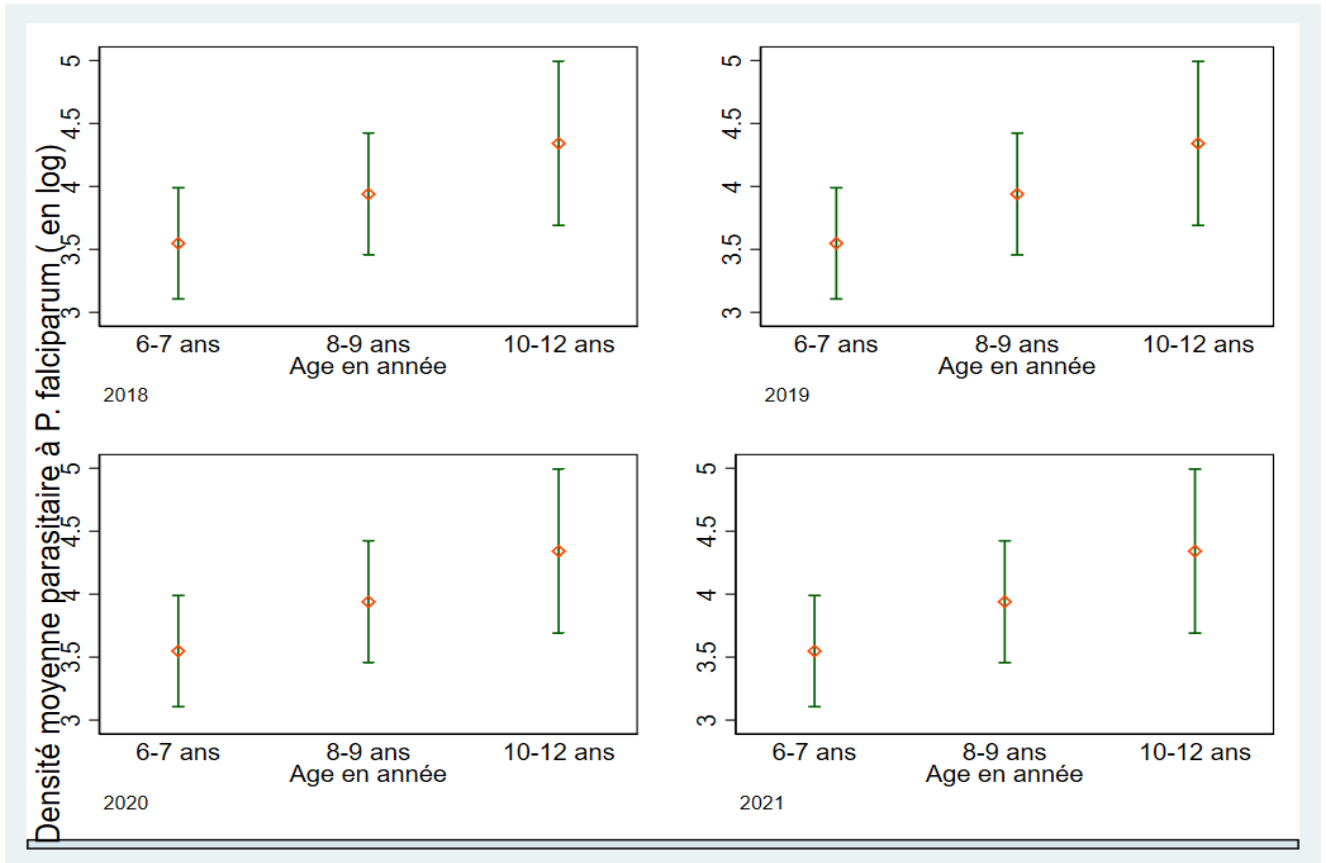 Densité moyenne parasitaire à P. falciparum ( en log)
5
4.5
4
3.5
3
6-7 ans 8-9 ans 10-12 ans
Age en année
2018
5
4.5
4
3.5
3
6-7 ans 8-9 ans 10-12 ans
Age en année
2019
5
4.5
4
3.5
3
6-7 ans 8-9 ans 10-12 ans
Age en année
2020
5
4.5
4
3.5
3
6-7 ans 8-9 ans 10-12 ans
Age en année
2021